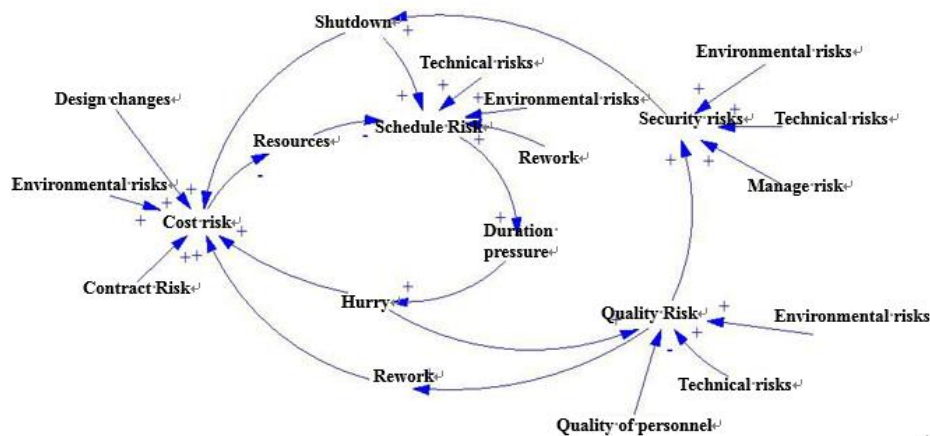 Shutdown
Environmental risks
Technical risks
Design changes
Environmental risks
Security risks
Technical risks
Schedule Risk
Resources
Rework
Environmental risks
Manage risk
Cost risk
Duration
pressure
Contract Risk
Hurry
Quality Risk
Environmental risks
Rework
Technical risks
Quality of personnel